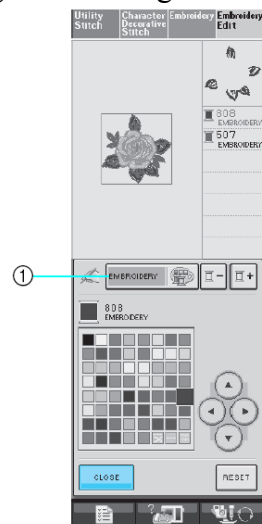 Utility Stitch
Character Decorative Stitch
Embroidery
Embroidery Edit
808
EMBROIDERY
507
EMBROIDERY
1
EMBROIDERY
808
EMBROIDERY
CLOSE
RESET